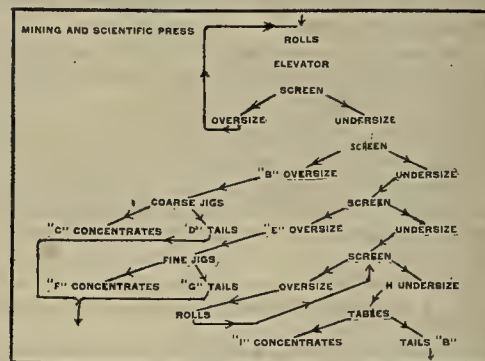 MINING AND SCIENTIFIC PRESS
ROLLS
ELEVATOR
SCREEN
OVERSIZE UNDERSIZE
SCREEN
"B" OVERSIZE UNDERSIZE
COARSE JIGS SCREEN
"C" CONCENTRATES "D" TAILS "E" OVERSIZE UNDERSIZE
FINE JIGS SCREEN
"F" CONCENTRATES "G" TAILS OVERSIZE H UNDERSIZE
ROLLS TABLES
"I" CONCENTRATES TAILS "B"